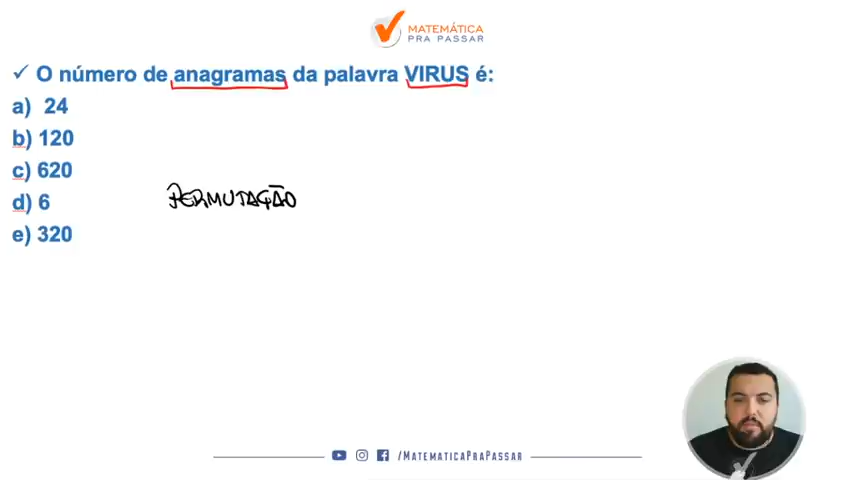 MATEMÁTICA
PRA PASSAR
✓ O número de anagramas da palavra VIRUS é:
a) 24
b) 120
c) 620
d) 6
e) 320
PERMUTAÇÃO
/MATEMATICAPRAPASSAR